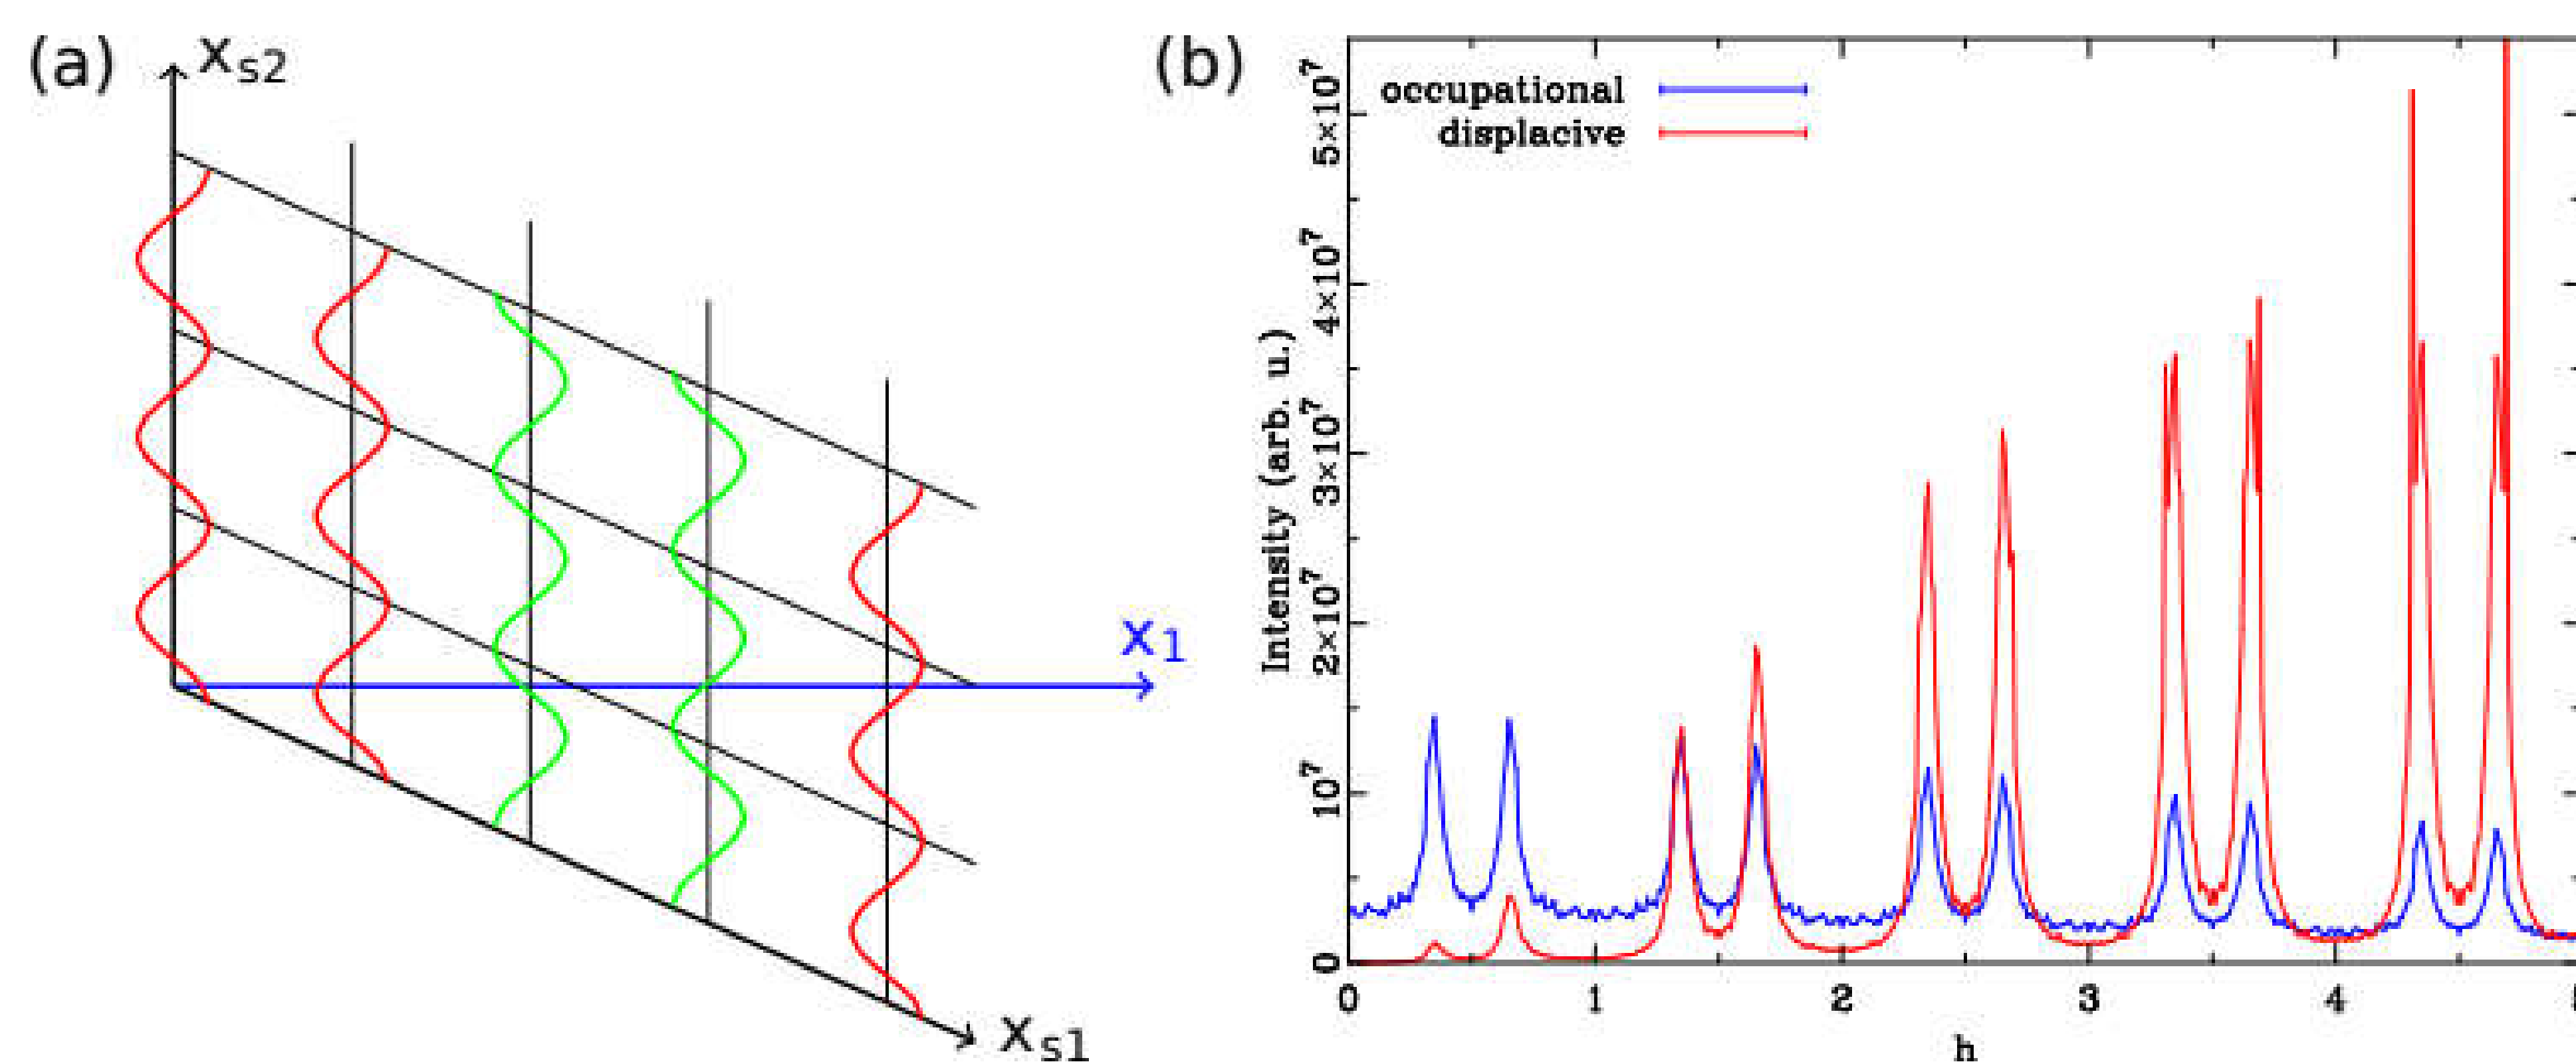 (a)
Xs2
X1
Xs1
(b)
occupational
displacive
Intensity (arb. u.)
5×10⁷
4×10⁷
3×10⁷
2×10⁷
10⁷
0
0 1 2 3 4
h